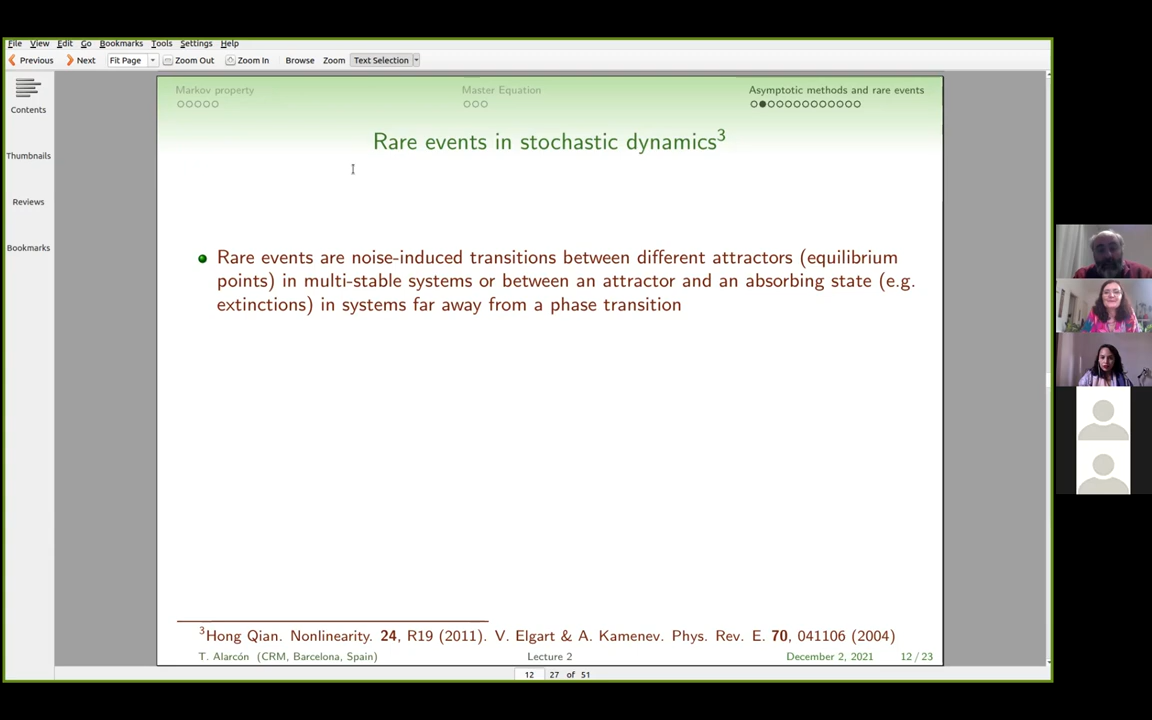 File View Edit Go Bookmarks Tools Settings Help
Previous Next Fit Page Zoom Out Zoom In Browse Zoom Text Selection
Contents
Thumbnails
Reviews
Bookmarks
Markov property Master Equation Asymptotic methods and rare events
Rare events in stochastic dynamics³
Rare events are noise-induced transitions between different attractors (equilibrium
points) in multi-stable systems or between an attractor and an absorbing state (e.g.
extinctions) in systems far away from a phase transition
³Hong Qian. Nonlinearity. 24, R19 (2011). V. Elgart & A. Kamenev. Phys. Rev. E. 70, 041106 (2004)
T. Alarcón (CRM, Barcelona, Spain) Lecture 2 December 2, 2021 12 / 23
12 27 of 51